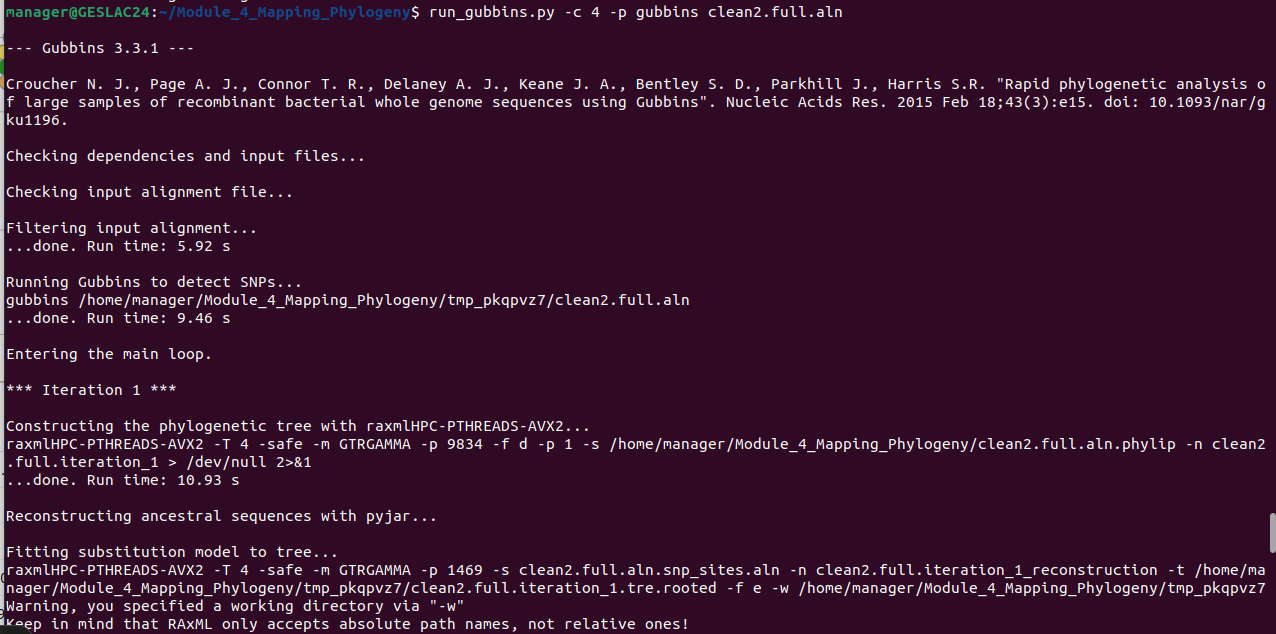 manager@GESLAC24:~/Module_4_Mapping_Phylogeny$ run_gubbins.py -c 4 -p gubbins clean2.full.aln
--- Gubbins 3.3.1 ---
Croucher N. J., Page A. J., Connor T. R., Delaney A. J., Keane J. A., Bentley S. D., Parkhill J., Harris S.R. "Rapid phylogenetic analysis o
f large samples of recombinant bacterial whole genome sequences using Gubbins". Nucleic Acids Res. 2015 Feb 18;43(3):e15. doi: 10.1093/nar/g
ku1196.
Checking dependencies and input files...
Checking input alignment file...
Filtering input alignment...
...done. Run time: 5.92 s
Running Gubbins to detect SNPs...
gubbins /home/manager/Module_4_Mapping_Phylogeny/tmp_pkqpvz7/clean2.full.aln
...done. Run time: 9.46 s
Entering the main loop.
*** Iteration 1 ***
Constructing the phylogenetic tree with raxmlHPC-PTHREADS-AVX2...
raxmlHPC-PTHREADS-AVX2 -T 4 -safe -m GTRGAMMA -p 9834 -f d -p 1 -s /home/manager/Module_4_Mapping_Phylogeny/clean2.full.aln.phylip -n clean2
.full.iteration_1 > /dev/null 2>&1
...done. Run time: 10.93 s
Reconstructing ancestral sequences with pyjar...
Fitting substitution model to tree...
raxmlHPC-PTHREADS-AVX2 -T 4 -safe -m GTRGAMMA -p 1469 -s clean2.full.aln.snp_sites.aln -n clean2.full.iteration_1_reconstruction -t /home/ma
nager/Module_4_Mapping_Phylogeny/tmp_pkqpvz7/clean2.full.iteration_1.tre.rooted -f e -w /home/manager/Module_4_Mapping_Phylogeny/tmp_pkqpvz7
Warning, you specified a working directory via "-w"
Keep in mind that RAxML only accepts absolute path names, not relative ones!